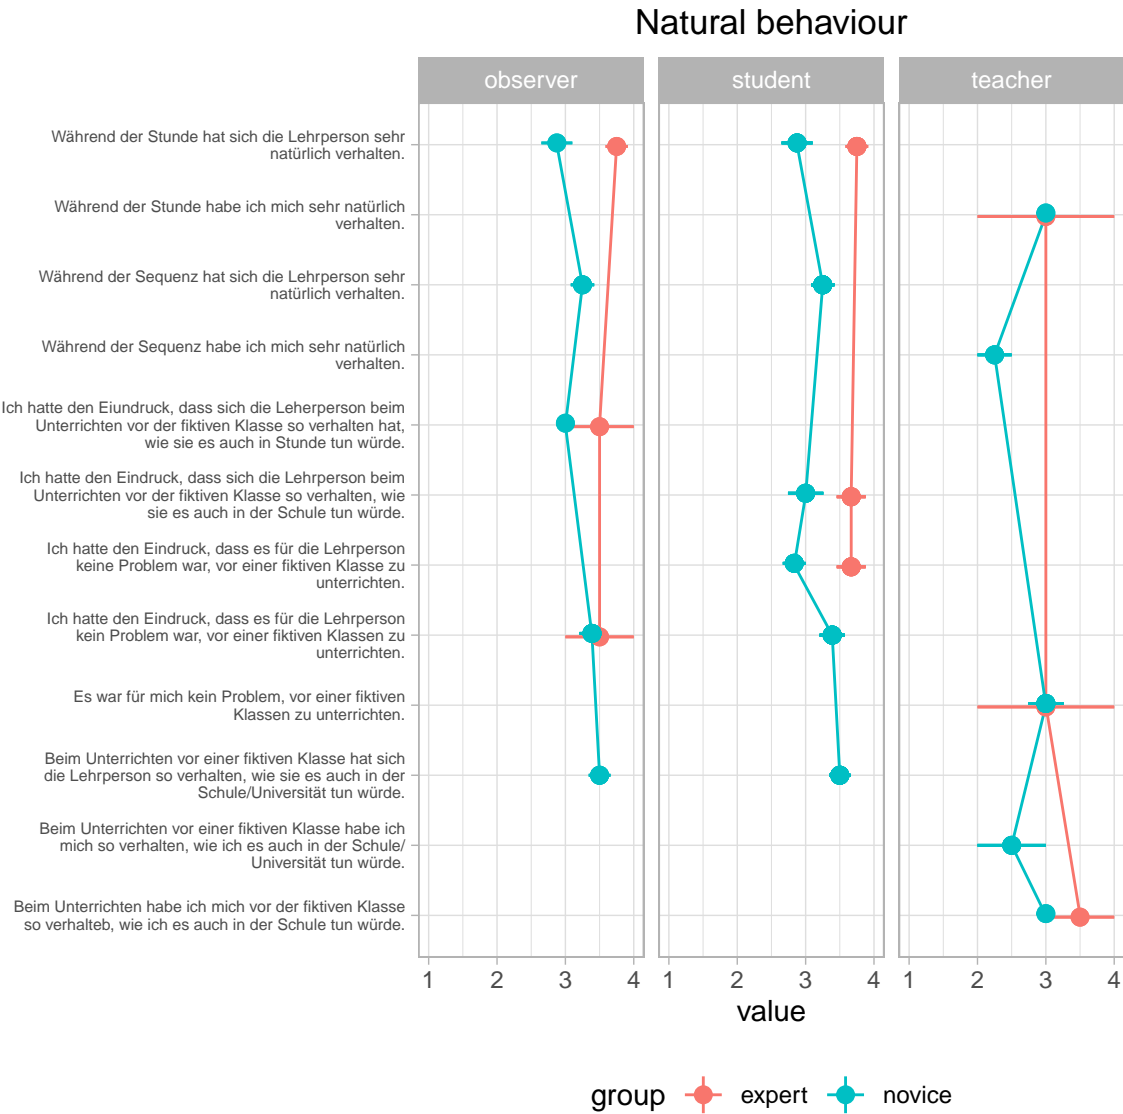 Natural behaviour
observer
student
teacher
Während der Stunde hat sich die Lehrperson sehr
natürlich verhalten.
Während der Stunde habe ich mich sehr natürlich
verhalten.
Während der Sequenz hat sich die Lehrperson sehr
natürlich verhalten.
Während der Sequenz habe ich mich sehr natürlich
verhalten.
Ich hatte den Eiundruck, dass sich die Leherperson beim
Unterrichten vor der fiktiven Klasse so verhalten hat,
wie sie es auch in Stunde tun würde.
Ich hatte den Eindruck, dass sich die Lehrperson beim
Unterrichten vor der fiktiven Klasse so verhalten, wie
sie es auch in der Schule tun würde.
Ich hatte den Eindruck, dass es für die Lehrperson
keine Problem war, vor einer fiktiven Klasse zu
unterrichten.
Ich hatte den Eindruck, dass es für die Lehrperson
kein Problem war, vor einer fiktiven Klassen zu
unterrichten.
Es war für mich kein Problem, vor einer fiktiven
Klassen zu unterrichten.
Beim Unterrichten vor einer fiktiven Klasse hat sich
die Lehrperson so verhalten, wie sie es auch in der
Schule/Universität tun würde.
Beim Unterrichten vor einer fiktiven Klasse habe ich
mich so verhalten, wie ich es auch in der Schule/
Universität tun würde.
Beim Unterrichten habe ich mich vor der fiktiven Klasse
so verhalteb, wie ich es auch in der Schule tun würde.
1 2 3 4
1 2 3 4
1 2 3 4
value
group expert novice